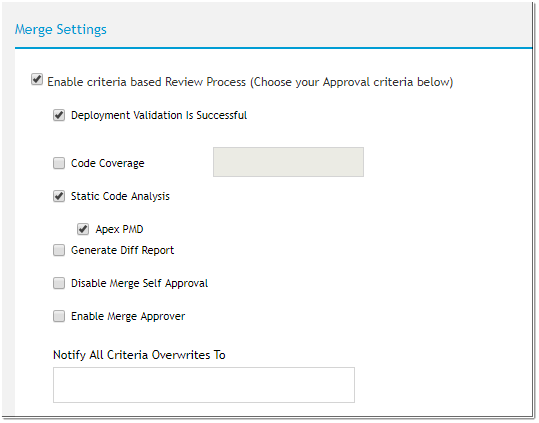 Merge Settings
Enable criteria based Review Process (Choose your Approval criteria below)
Deployment Validation Is Successful
Code Coverage
Static Code Analysis
Apex PMD
Generate Diff Report
Disable Merge Self Approval
Enable Merge Approver
Notify All Criteria Overwrites To